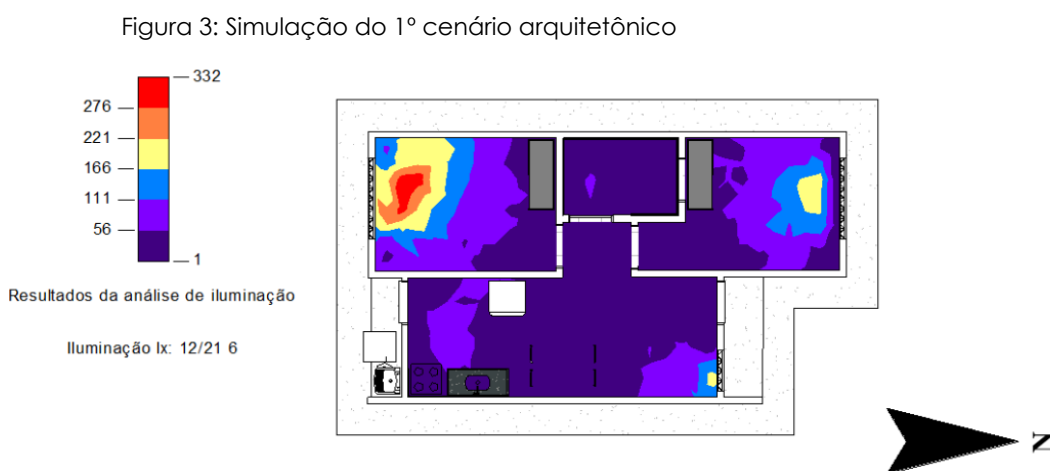 Figura 3: Simulação do 1º cenário arquitetônico
332
276
221
166
111
56
1
Resultados da análise de iluminação
Iluminação lx: 12/21 6
N